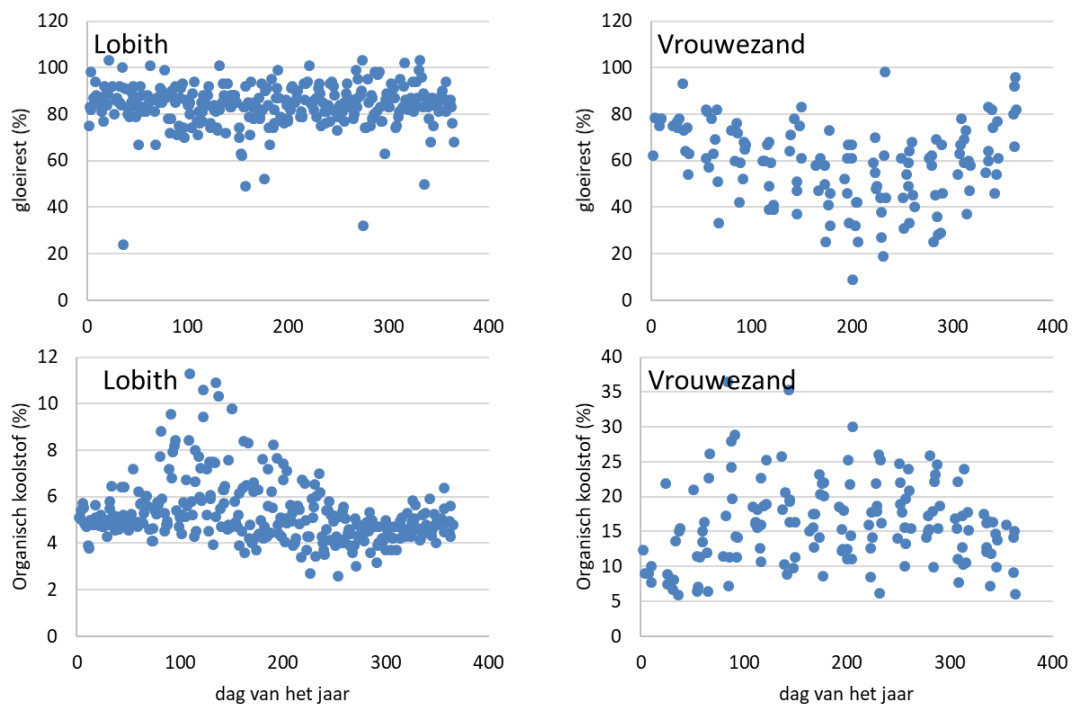 Lobith
gloeirest (%)
120
100
80
60
40
20
0
0 100 200 300 400
Vrouwezand
gloeirest (%)
120
100
80
60
40
20
0
0 100 200 300 400
Lobith
Organisch koolstof (%)
12
10
8
6
4
2
0
0 100 200 300 400
dag van het jaar
Vrouwezand
Organisch koolstof (%)
40
35
30
25
20
15
10
5
0
0 100 200 300 400
dag van het jaar